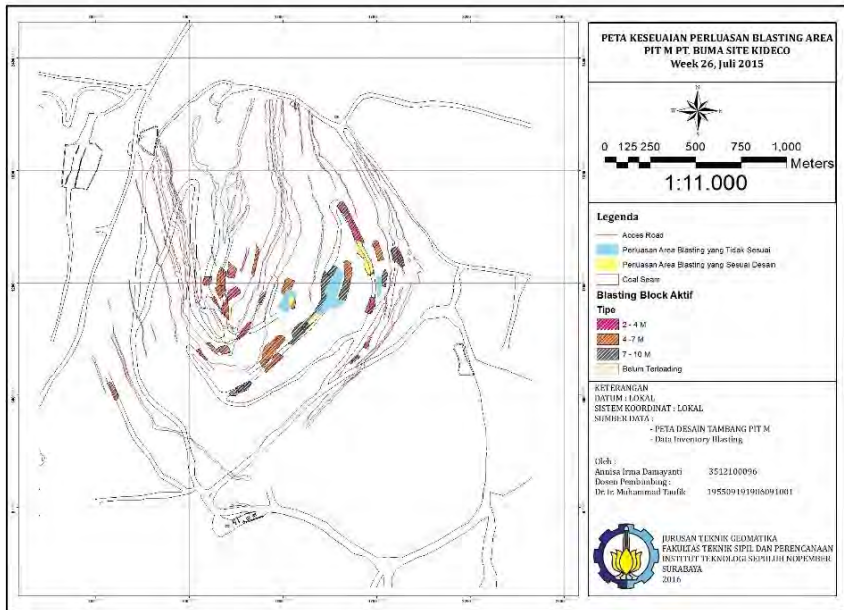 PETA KESEUAIAN PERLUASAN BLASTING AREA
PIT M PT. BUMA SITE KIDECO
Week 26, Juli 2015
N
W
E
S
0 125 250 500 750 1,000
Meters
1:11.000
Legenda
Acces Road
Perluasan Area Blasting yang Tidak Sesuai
Perluasan Area Blasting yang Sesuai Desain
Coal Seam
Blasting Block Aktif
Tipe
2 - 4 M
4 -7 M
7 - 10 M
Belum Terloading
KETERANGAN
DATUM : LOKAL
SISTEM KOORDINAT : LOKAL
SUMBER DATA :
- PETA DESAIN TAMBANG PIT M
- Data Inventory Blasting
Oleh :
Annisa Irma Damayanti 3512100096
Dosen Pembimbing :
Dr. Ir. Muhammad Taufik 195509191986091001
JURUSAN TEKNIK GEOMATIKA
FAKULTAS TEKNIK SIPIL DAN PERENCANAAN
INSTITUT TEKNOLOGI SEPULUH NOPEMBER
SURABAYA
2016